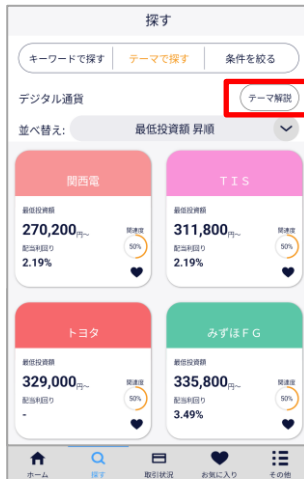 探す
キーワードで探す テーマで探す 条件を絞る
デジタル通貨 テーマ解説
並べ替え: 最低投資額 昇順
関西電 ＴＩＳ
最低投資額 最低投資額
270,200円~ 関連度 311,800円~ 関連度
配当利回り 50% 配当利回り 50%
2.19% 2.19%
トヨタ みずほＦＧ
最低投資額 最低投資額
329,000円~ 関連度 335,800円~ 関連度
配当利回り 50% 配当利回り 50%
- 3.49%
ホーム 探す 取引状況 お気に入り その他